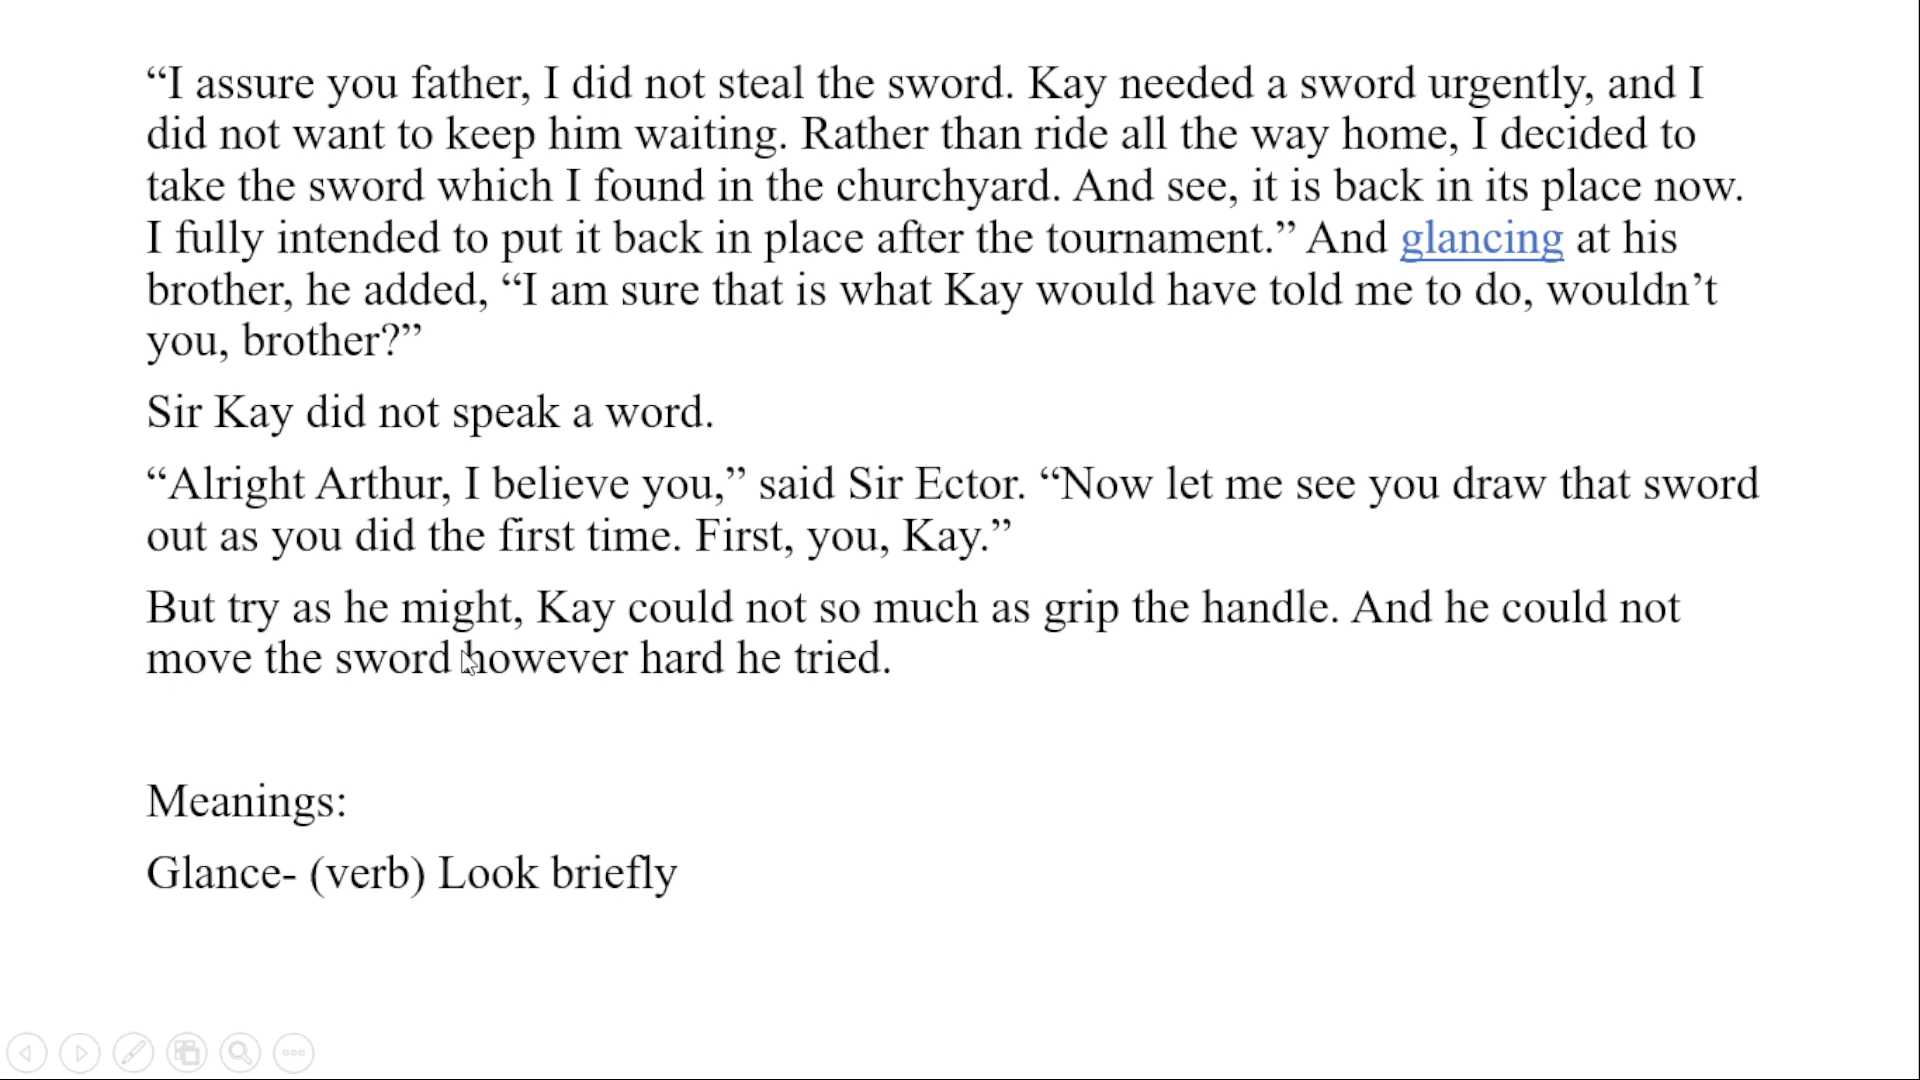 “I assure you father, I did not steal the sword. Kay needed a sword urgently, and I
did not want to keep him waiting. Rather than ride all the way home, I decided to
take the sword which I found in the churchyard. And see, it is back in its place now.
I fully intended to put it back in place after the tournament.” And glancing at his
brother, he added, “I am sure that is what Kay would have told me to do, wouldn’t
you, brother?”
Sir Kay did not speak a word.
“Alright Arthur, I believe you,” said Sir Ector. “Now let me see you draw that sword
out as you did the first time. First, you, Kay.”
But try as he might, Kay could not so much as grip the handle. And he could not
move the sword however hard he tried.
Meanings:
Glance- (verb) Look briefly